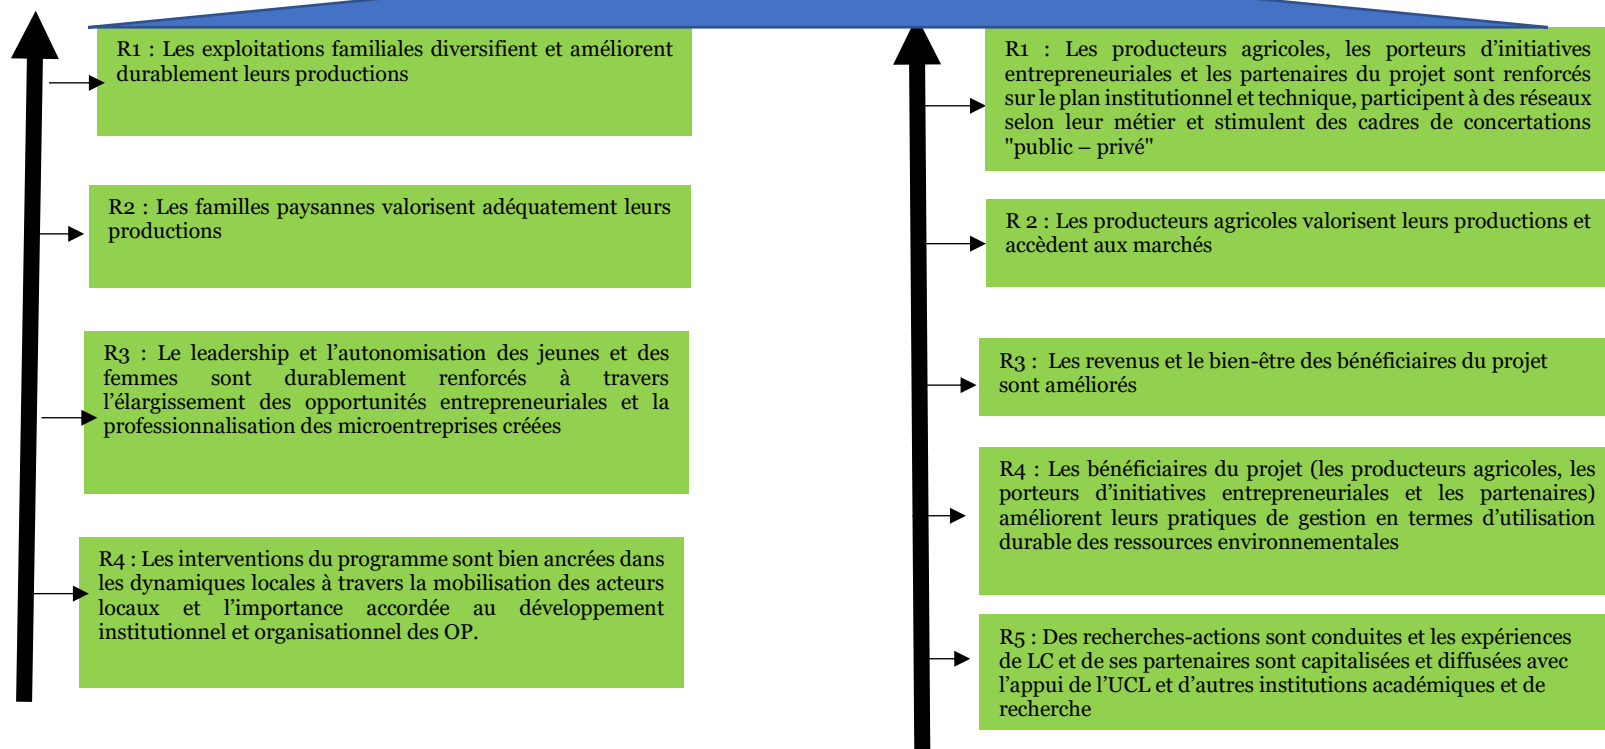 R1 : Les exploitations familiales diversifient et améliorent
durablement leurs productions
R2 : Les familles paysannes valorisent adéquatement leurs
productions
R3 : Le leadership et l’autonomisation des jeunes et des
femmes sont durablement renforcés à travers
l’élargissement des opportunités entrepreneuriales et la
professionnalisation des microentreprises créées
R4 : Les interventions du programme sont bien ancrées dans
les dynamiques locales à travers la mobilisation des acteurs
locaux et l’importance accordée au développement
institutionnel et organisationnel des OP.
R1 : Les producteurs agricoles, les porteurs d’initiatives
entrepreneuriales et les partenaires du projet sont renforcés
sur le plan institutionnel et technique, participent à des réseaux
selon leur métier et stimulent des cadres de concertations
"public – privé"
R 2 : Les producteurs agricoles valorisent leurs productions et
accèdent aux marchés
R3 : Les revenus et le bien-être des bénéficiaires du projet
sont améliorés
R4 : Les bénéficiaires du projet (les producteurs agricoles, les
porteurs d’initiatives entrepreneuriales et les partenaires)
améliorent leurs pratiques de gestion en termes d’utilisation
durable des ressources environnementales
R5 : Des recherches-actions sont conduites et les expériences
de LC et de ses partenaires sont capitalisées et diffusées avec
l’appui de l’UCL et d’autres institutions académiques et de
recherche